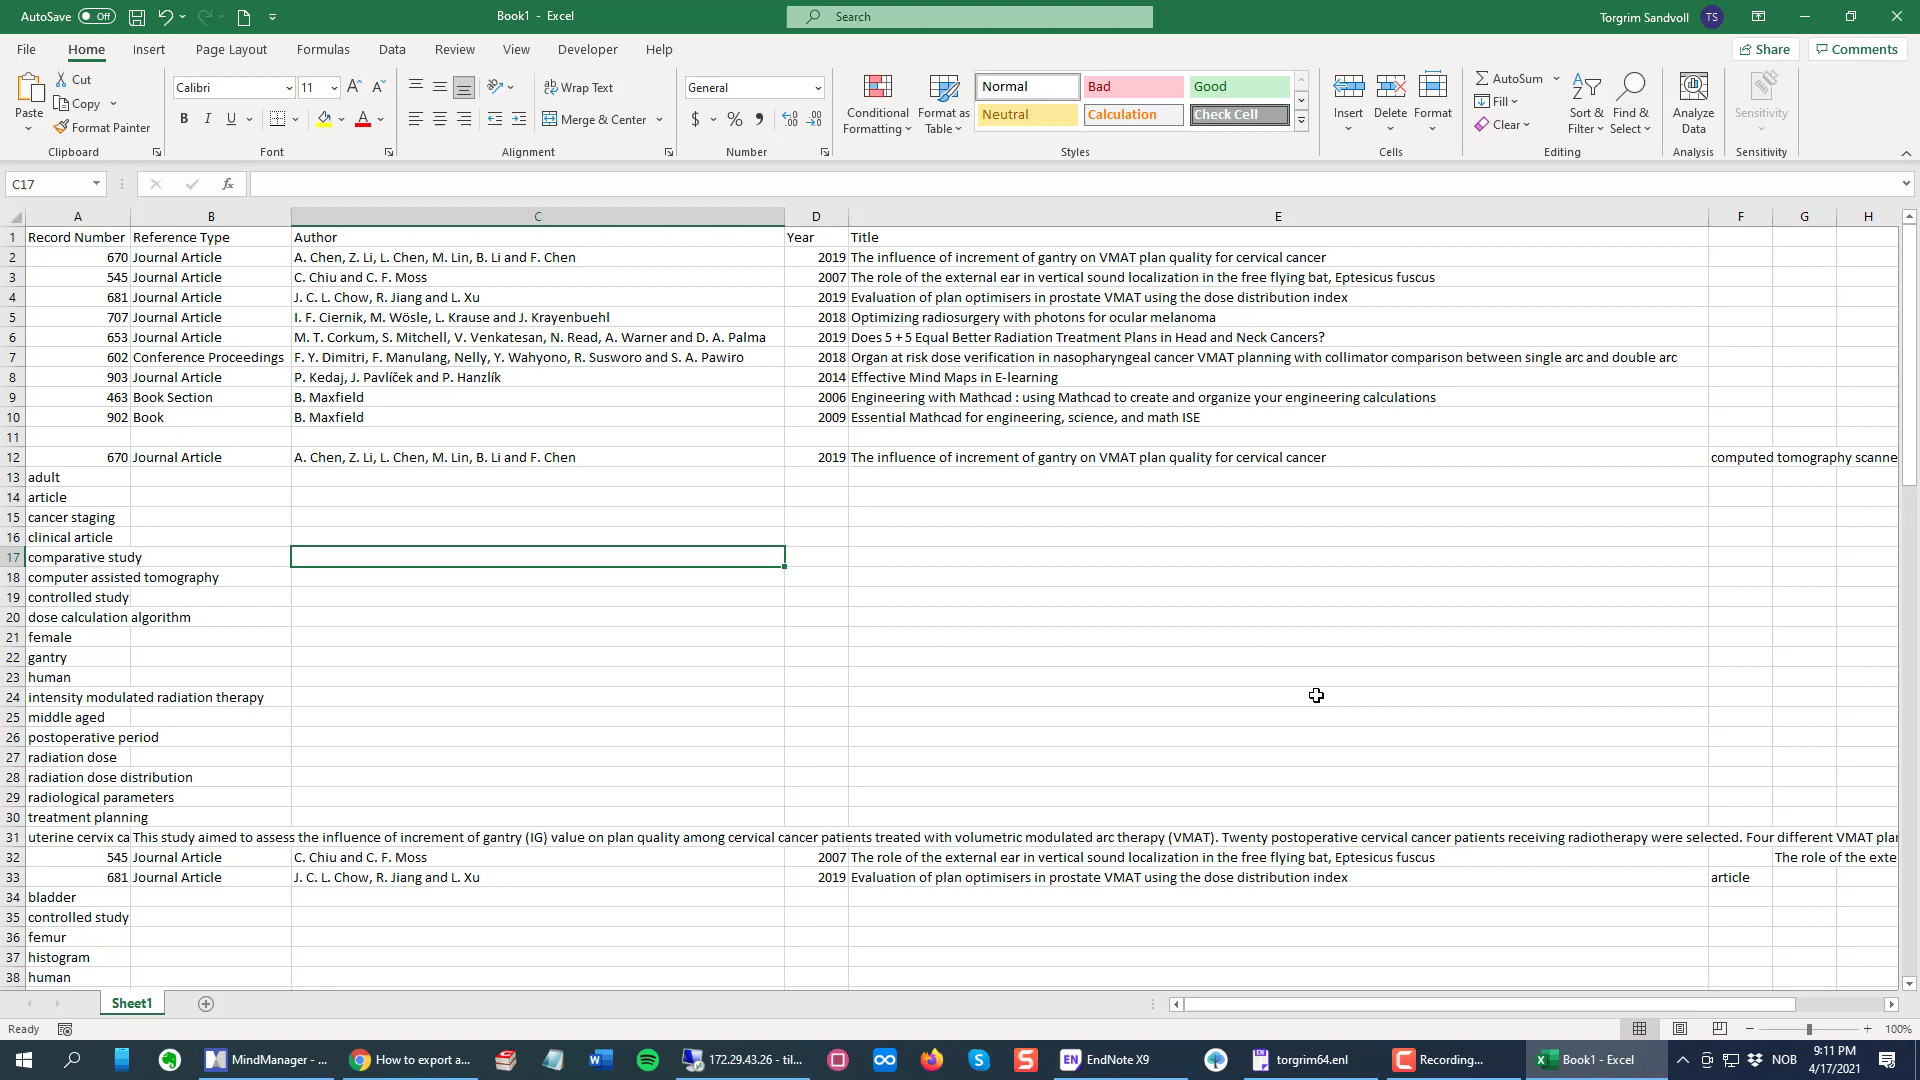 AutoSave Off Book1 - Excel Search Torgrim Sandvoll TS
File Home Insert Page Layout Formulas Data Review View Developer Help Share Comments
Paste Cut Copy Format Painter Clipboard
Calibri 11 B I U A Font
ab Wrap Text Merge & Center Alignment
General $ % Number
Conditional Formatting Format as Table Normal Bad Good Neutral Calculation Check Cell Styles
Insert Delete Format Cells
AutoSum Fill Clear Sort & Filter Find & Select Editing
Analyze Data Analysis
Sensitivity Sensitivity
C17 fx
A B C D E F G H
1 Record Number Reference Type Author Year Title
2 670 Journal Article A. Chen, Z. Li, L. Chen, M. Lin, B. Li and F. Chen 2019 The influence of increment of gantry on VMAT plan quality for cervical cancer
3 545 Journal Article C. Chiu and C. F. Moss 2007 The role of the external ear in vertical sound localization in the free flying bat, Eptesicus fuscus
4 681 Journal Article J. C. L. Chow, R. Jiang and L. Xu 2019 Evaluation of plan optimisers in prostate VMAT using the dose distribution index
5 707 Journal Article I. F. Ciernik, M. Wösle, L. Krause and J. Krayenbuehl 2018 Optimizing radiosurgery with photons for ocular melanoma
6 653 Journal Article M. T. Corkum, S. Mitchell, V. Venkatesan, N. Read, A. Warner and D. A. Palma 2019 Does 5 + 5 Equal Better Radiation Treatment Plans in Head and Neck Cancers?
7 602 Conference Proceedings F. Y. Dimitri, F. Manulang, Nelly, Y. Wahyono, R. Susworo and S. A. Pawiro 2018 Organ at risk dose verification in nasopharyngeal cancer VMAT planning with collimator comparison between single arc and double arc
8 903 Journal Article P. Kedaj, J. Pavlíček and P. Hanzlík 2014 Effective Mind Maps in E-learning
9 463 Book Section B. Maxfield 2006 Engineering with Mathcad : using Mathcad to create and organize your engineering calculations
10 902 Book B. Maxfield 2009 Essential Mathcad for engineering, science, and math ISE
11
12 670 Journal Article A. Chen, Z. Li, L. Chen, M. Lin, B. Li and F. Chen 2019 The influence of increment of gantry on VMAT plan quality for cervical cancer computed tomography scanne
13 adult
14 article
15 cancer staging
16 clinical article
17 comparative study
18 computer assisted tomography
19 controlled study
20 dose calculation algorithm
21 female
22 gantry
23 human
24 intensity modulated radiation therapy
25 middle aged
26 postoperative period
27 radiation dose
28 radiation dose distribution
29 radiological parameters
30 treatment planning
31 uterine cervix ca This study aimed to assess the influence of increment of gantry (IG) value on plan quality among cervical cancer patients treated with volumetric modulated arc therapy (VMAT). Twenty postoperative cervical cancer patients receiving radiotherapy were selected. Four different VMAT plan
32 545 Journal Article C. Chiu and C. F. Moss 2007 The role of the external ear in vertical sound localization in the free flying bat, Eptesicus fuscus The role of the exte
33 681 Journal Article J. C. L. Chow, R. Jiang and L. Xu 2019 Evaluation of plan optimisers in prostate VMAT using the dose distribution index article
34 bladder
35 controlled study
36 femur
37 histogram
38 human
Sheet1
Ready 100%
MindManager - ... How to export a... 172.29.43.26 - til... EN EndNote X9 torgrim64.enl Recording... Book1 - Excel NOB 9:11 PM
4/17/2021